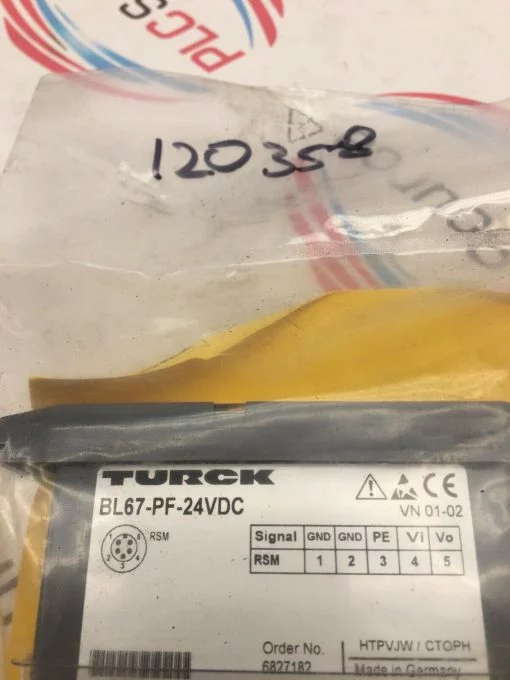 PLCS
120358
TURCK
BL67-PF-24VDC
CE
VN 01-02
RSM
Signal GND GND PE Vi Vo
RSM 1 2 3 4 5
Order No.
6827182
HTPVJW / CTOPH
Made in Germany